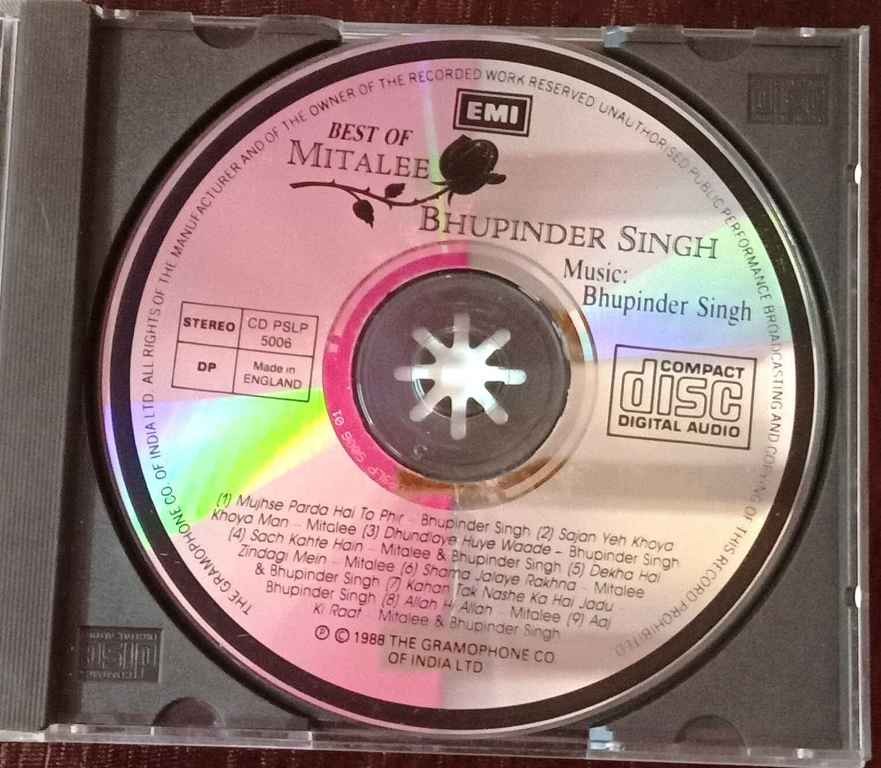 THE GRAMOPHONE CO. OF INDIA LTD. ALL RIGHTS OF THE MANUFACTURER AND OF THE OWNER OF THE RECORDED WORK RESERVED UNAUTHORISED PUBLIC PERFORMANCE BROADCASTING AND COPYING OF THIS RECORD PROHIBITED.
EMI
BEST OF
MITALEE
BHUPINDER SINGH
Music:
Bhupinder Singh
STEREO
CD PSLP
5006
DP
Made in
ENGLAND
COMPACT
disc
DIGITAL AUDIO
PSLP 5006 01
(1) Mujhse Parda Hai To Phir – Bhupinder Singh (2) Sajan Yeh Khoya
Khoya Man – Mitalee (3) Dhundlaye Huye Waade – Bhupinder Singh
(4) Sach Kahte Hain – Mitalee & Bhupinder Singh (5) Dekha Hai
Zindagi Mein – Mitalee (6) Shama Jalaye Rakhna – Mitalee
& Bhupinder Singh (7) Kahan Tak Nashe Ka Hai Jadu
Bhupinder Singh (8) Allah Allah – Mitalee (9) Aaj
Ki Raat – Mitalee & Bhupinder Singh
℗ © 1988 THE GRAMOPHONE CO
OF INDIA LTD
disc
COMPACT
disc